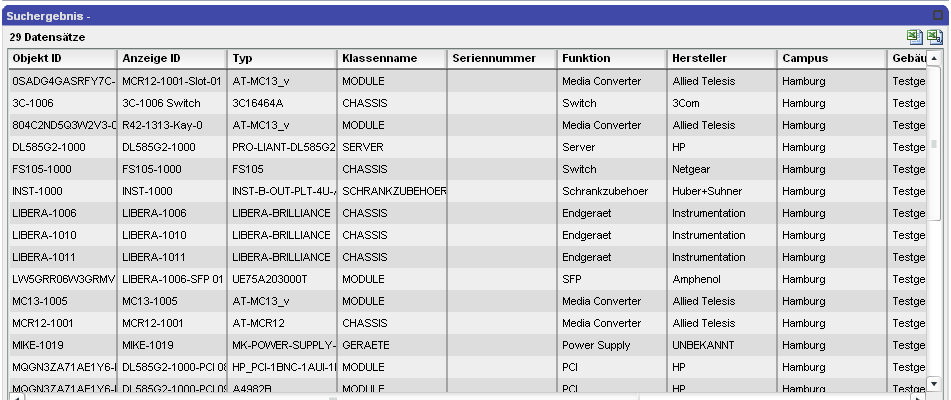 Suchergebnis -
29 Datensätze
Objekt ID Anzeige ID Typ Klassenname Seriennummer Funktion Hersteller Campus Gebäu
0SADG4GASRFY7C- MCR12-1001-Slot-01 AT-MC13_v MODULE Media Converter Allied Telesis Hamburg Testge
3C-1006 3C-1006 Switch 3C16464A CHASSIS Switch 3Com Hamburg Testge
804C2ND5Q3W2V3-0 R42-1313-Kay-0 AT-MC13_v MODULE Media Converter Allied Telesis Hamburg Testge
DL585G2-1000 DL585G2-1000 PRO-LIANT-DL585G2 SERVER Server HP Hamburg Testge
FS105-1000 FS105-1000 FS105 CHASSIS Switch Netgear Hamburg Testge
INST-1000 INST-1000 INST-B-OUT-PLT-4U- SCHRANKZUBEHOER Schrankzubehoer Huber+Suhner Hamburg Testge
LIBERA-1006 LIBERA-1006 LIBERA-BRILLIANCE CHASSIS Endgeraet Instrumentation Hamburg Testge
LIBERA-1010 LIBERA-1010 LIBERA-BRILLIANCE CHASSIS Endgeraet Instrumentation Hamburg Testge
LIBERA-1011 LIBERA-1011 LIBERA-BRILLIANCE CHASSIS Endgeraet Instrumentation Hamburg Testge
LW5GRR06W3GRMV LIBERA-1006-SFP 01 UE75A203000T MODULE SFP Amphenol Hamburg Testge
MC13-1005 MC13-1005 AT-MC13_v MODULE Media Converter Allied Telesis Hamburg Testge
MCR12-1001 MCR12-1001 AT-MCR12 CHASSIS Media Converter Allied Telesis Hamburg Testge
MIKE-1019 MIKE-1019 MK-POWER-SUPPLY- GERAETE Power Supply UNBEKANNT Hamburg Testge
MQGN3ZA71AE1Y6- DL585G2-1000-PCI 08 HP_PCI-1BNC-1AUI-1 MODULE PCI HP Hamburg Testge
MQGN3ZA71AE1Y6- DL585G2-1000-PCI 09 A4982B MODULE PCI HP Hamburg Testge